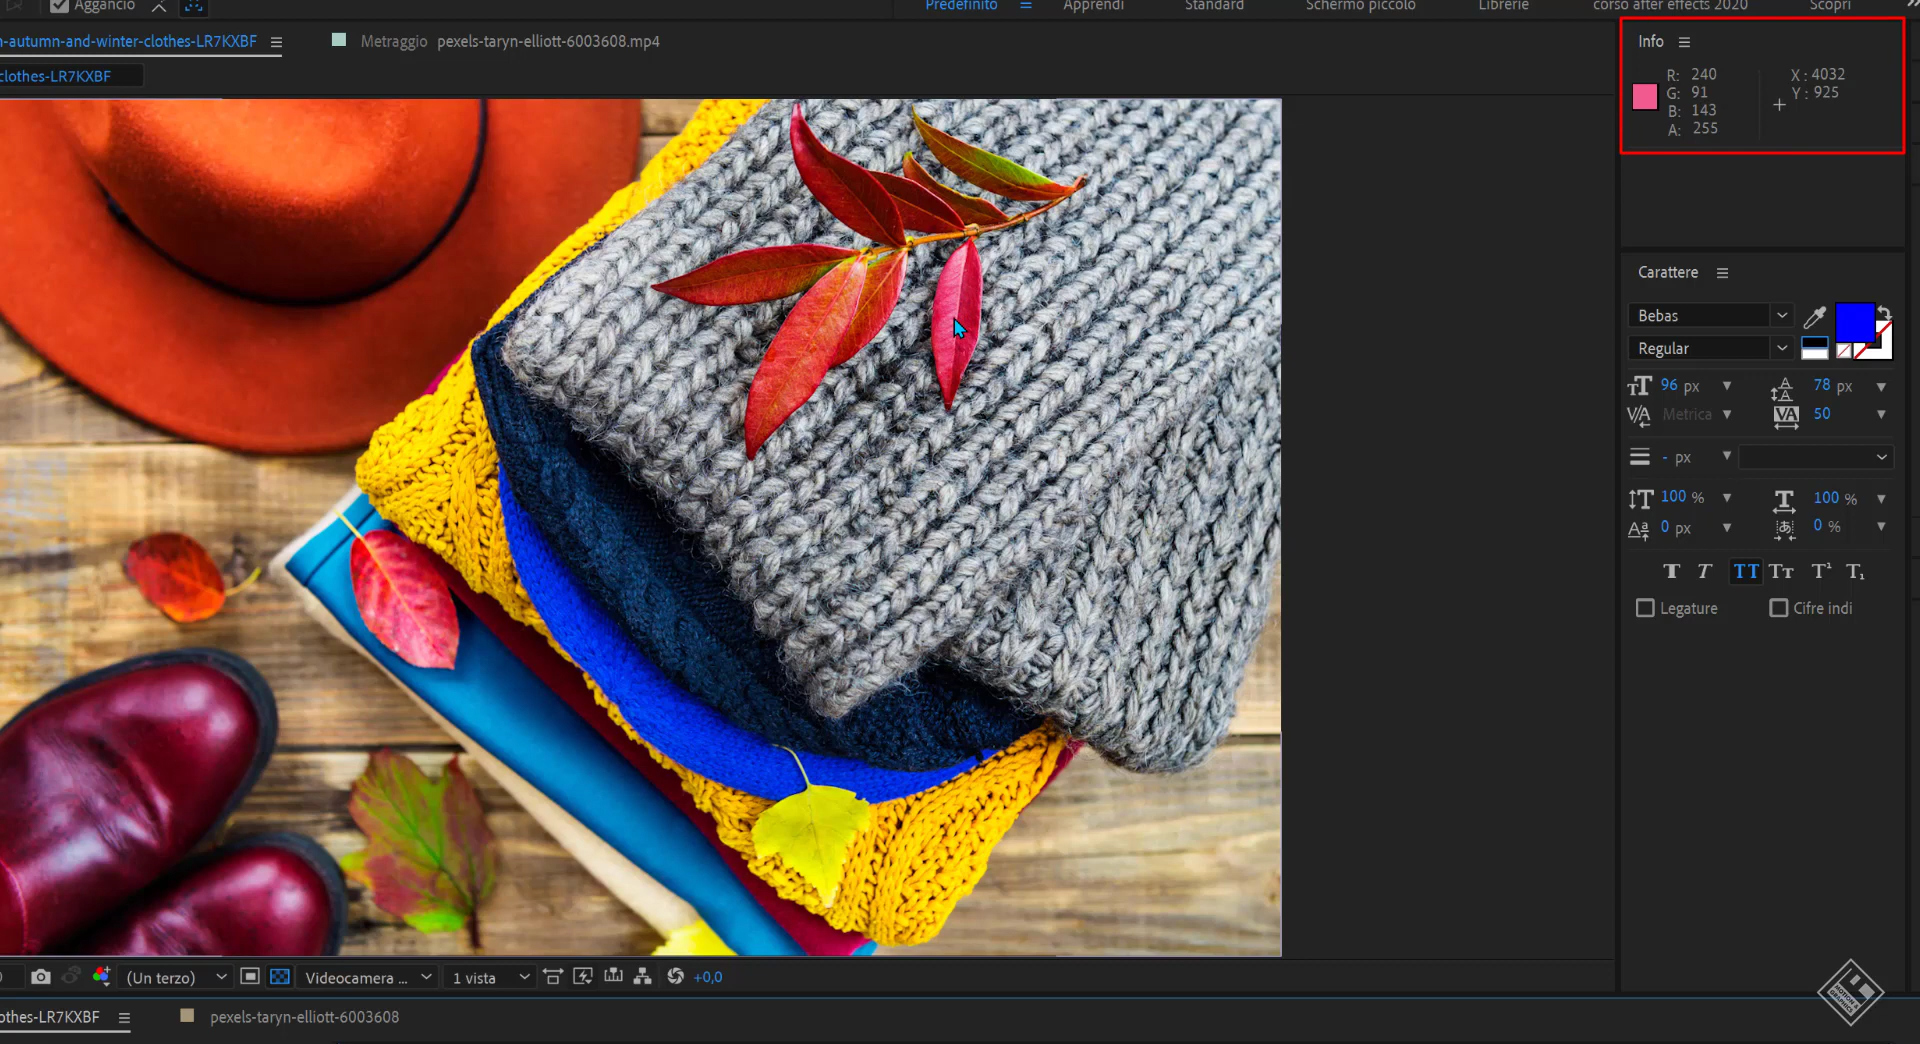 Aggancio
Predefinito
Apprendi
Standard
Schermo piccolo
Librerie
corso after effects 2020
Scopri
n-autumn-and-winter-clothes-LR7KXBF
Metraggio pexels-taryn-elliott-6003608.mp4
clothes-LR7KXBF
Info
R: 240
G: 91
B: 143
A: 255
X : 4032
Y : 925
Carattere
Bebas
Regular
96 px
78 px
Metrica
50
- px
100 %
100 %
0 px
0 %
Legature
Cifre indi
(Un terzo)
Videocamera ...
1 vista
+0,0
othes-LR7KXBF
pexels-taryn-elliott-6003608